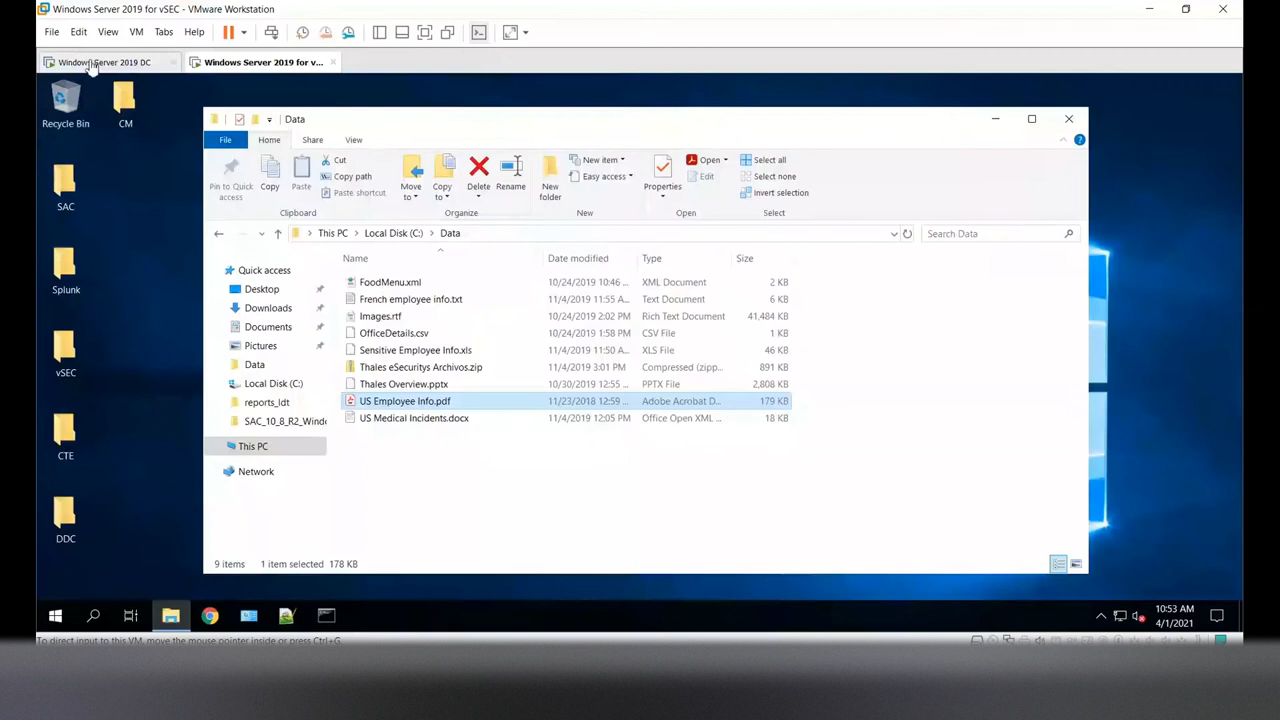 Windows Server 2019 for vSEC - VMware Workstation
File Edit View VM Tabs Help
Windows Server 2019 DC
Windows Server 2019 for v...
Recycle Bin
CM
SAC
Splunk
vSEC
CTE
DDC
Data
File Home Share View
Pin to Quick access
Copy
Paste
Cut
Copy path
Paste shortcut
Clipboard
Move to
Copy to
Delete
Rename
Organize
New folder
New item
Easy access
New
Properties
Open
Edit
Open
Select all
Select none
Invert selection
Select
This PC > Local Disk (C:) > Data
Search Data
Quick access
Desktop
Downloads
Documents
Pictures
Data
Local Disk (C:)
reports_ldt
SAC_10_8_R2_Windo
This PC
Network
Name Date modified Type Size
FoodMenu.xml 10/24/2019 10:46 ... XML Document 2 KB
French employee info.txt 11/4/2019 11:55 A... Text Document 6 KB
Images.rtf 10/24/2019 2:02 PM Rich Text Document 41,484 KB
OfficeDetails.csv 10/24/2019 1:58 PM CSV File 1 KB
Sensitive Employee Info.xls 11/4/2019 11:50 A... XLS File 46 KB
Thales eSecuritys Archivos.zip 11/4/2019 3:01 PM Compressed (zipp... 891 KB
Thales Overview.pptx 10/30/2019 12:55 ... PPTX File 2,808 KB
US Employee Info.pdf 11/23/2018 12:59 ... Adobe Acrobat D... 179 KB
US Medical Incidents.docx 11/4/2019 12:05 PM Office Open XML ... 18 KB
9 items 1 item selected 178 KB
10:53 AM
4/1/2021
To direct input to this VM, move the mouse pointer inside or press Ctrl+G